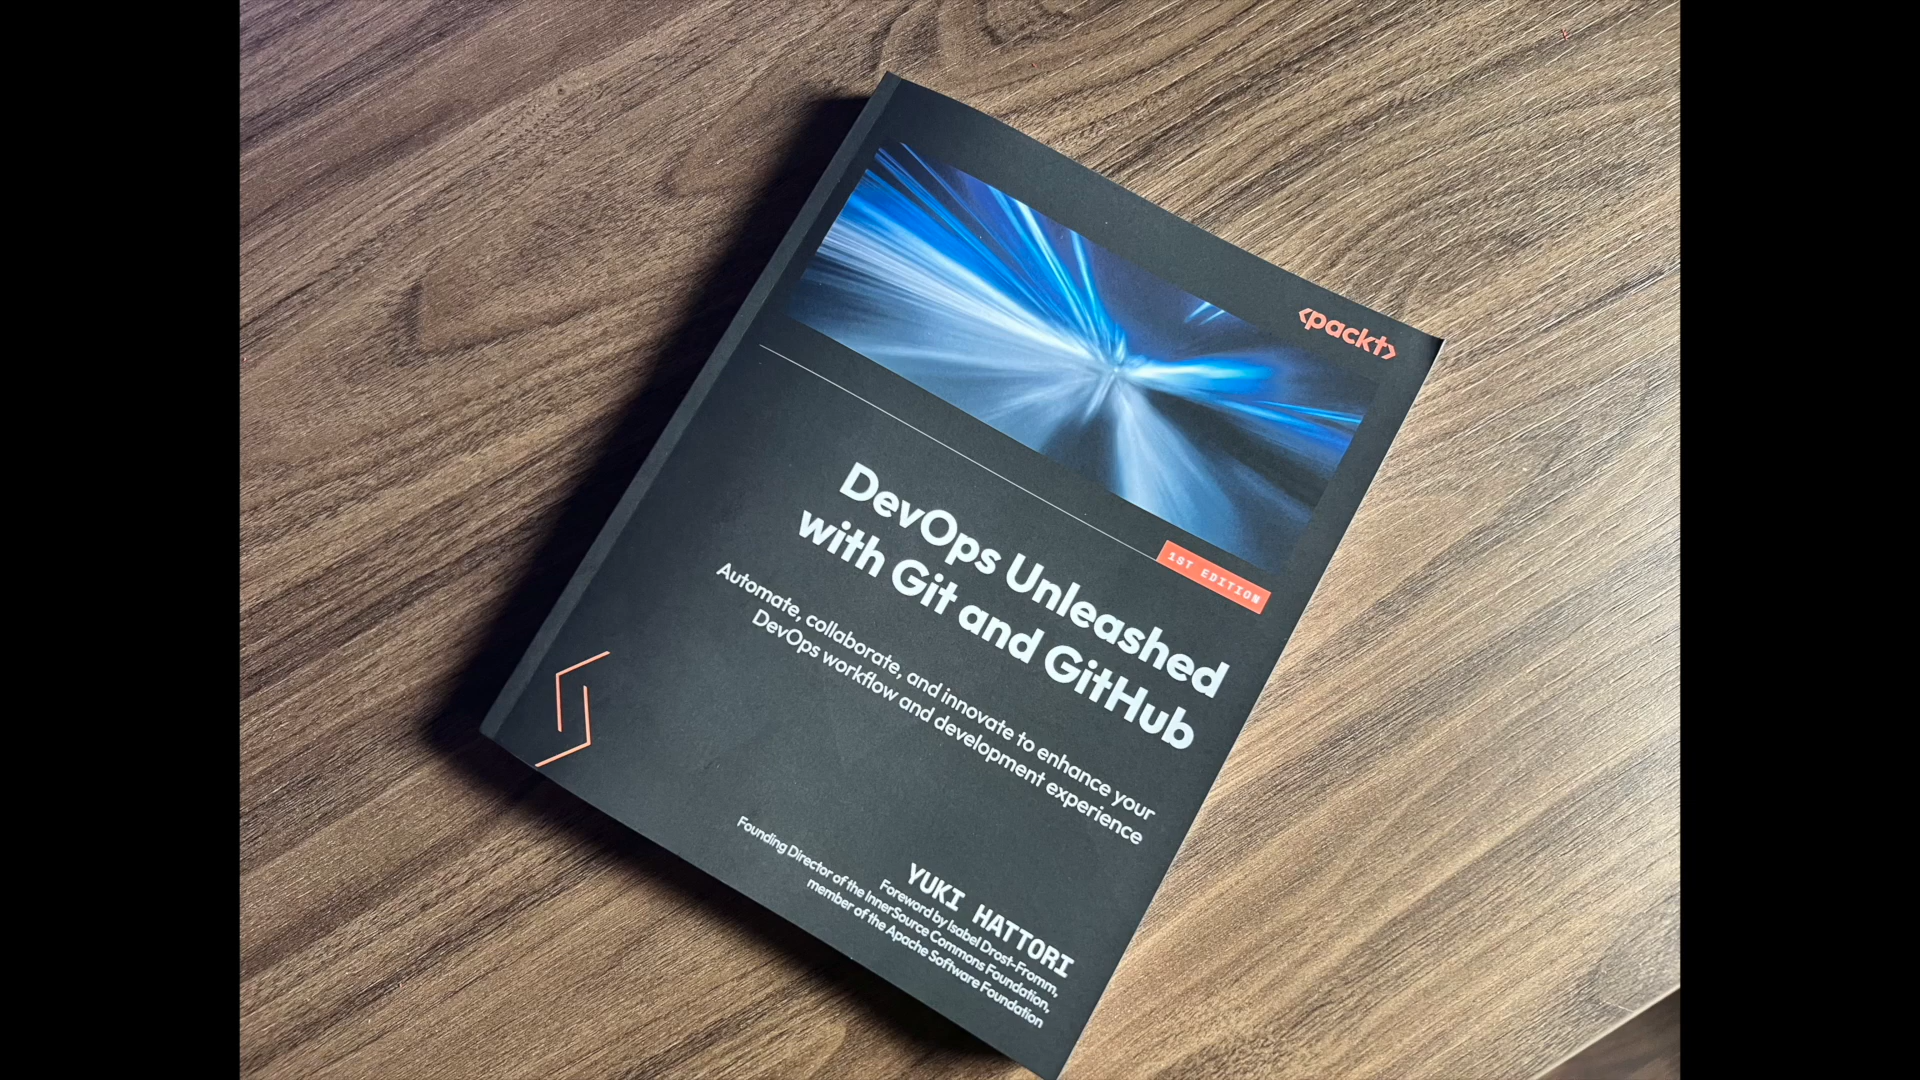 <packt>
1ST EDITION
DevOps Unleashed
with Git and GitHub
Automate, collaborate, and innovate to enhance your
DevOps workflow and development experience
YUKI HATTORI
Foreword by Isabel Drost-Fromm,
Founding Director of the InnerSource Commons Foundation,
member of the Apache Software Foundation